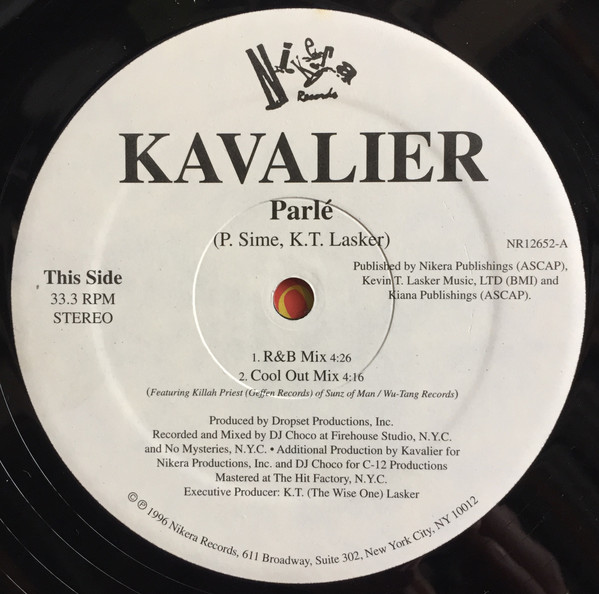 Nikera
Records
KAVALIER
Parlé
(P. Sime, K.T. Lasker)
NR12652-A
This Side
33.3 RPM
STEREO
Published by Nikera Publishings (ASCAP),
Kevin T. Lasker Music, LTD (BMI) and
Kiana Publishings (ASCAP).
1. R&B Mix 4:26
2. Cool Out Mix 4:16
(Featuring Killah Priest (Geffen Records) of Sunz of Man / Wu-Tang Records)
Produced by Dropset Productions, Inc.
Recorded and Mixed by DJ Choco at Firehouse Studio, N.Y.C.
and No Mysteries, N.Y.C. • Additional Production by Kavalier for
Nikera Productions, Inc. and DJ Choco for C-12 Productions
Mastered at The Hit Factory, N.Y.C.
Executive Producer: K.T. (The Wise One) Lasker
© ℗ 1996 Nikera Records, 611 Broadway, Suite 302, New York City, NY 10012